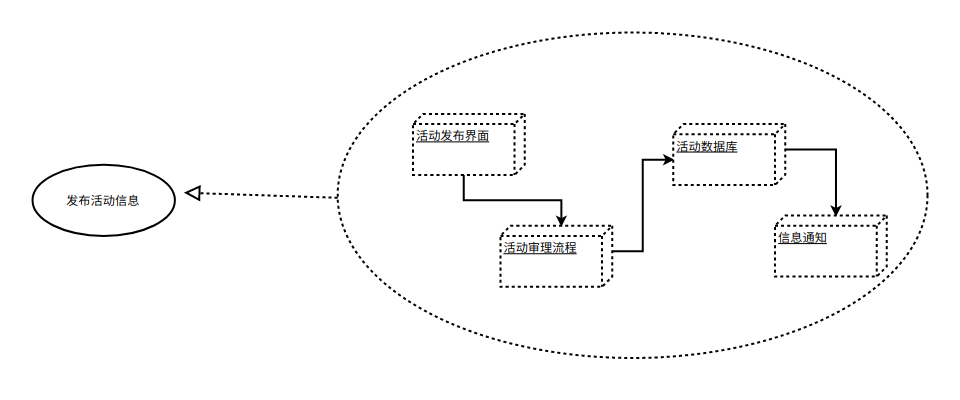 发布活动信息
活动发布界面
活动审理流程
活动数据库
信息通知